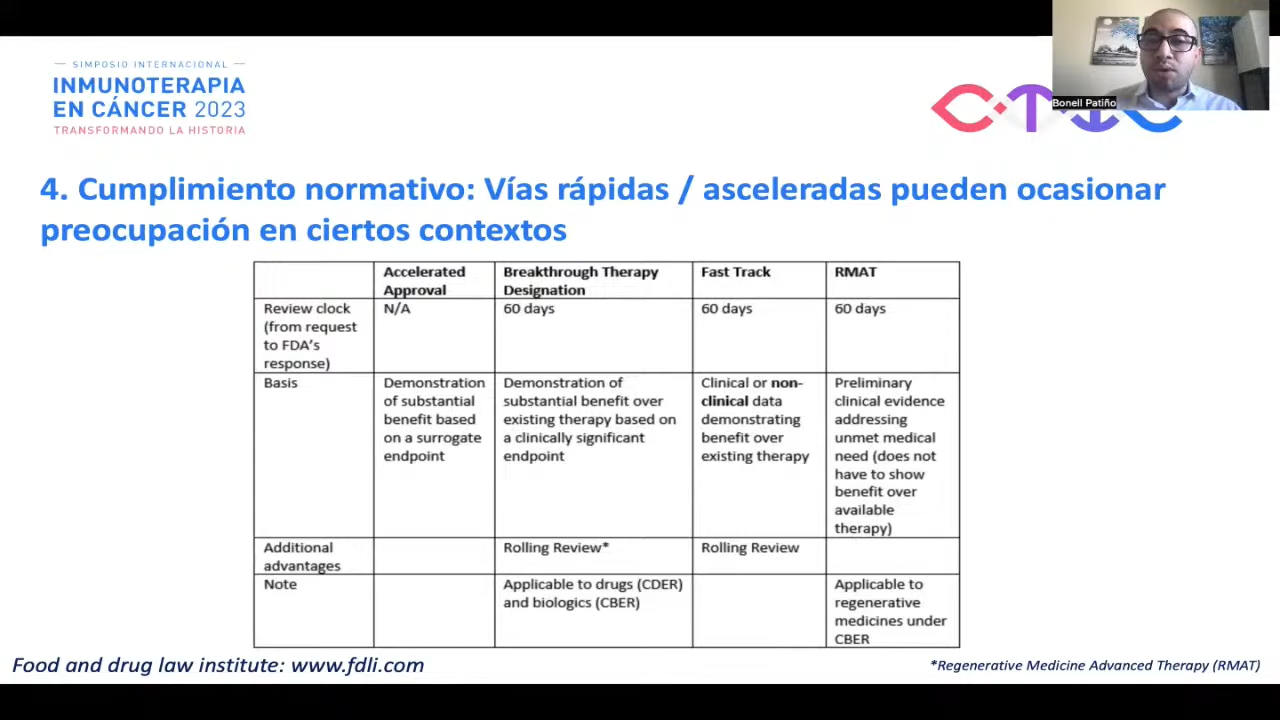 SIMPOSIO INTERNACIONAL
INMUNOTERAPIA
EN CÁNCER 2023
TRANSFORMANDO LA HISTORIA
CTIC
Bonell Patiño
4. Cumplimiento normativo: Vías rápidas / asceleradas pueden ocasionar
preocupación en ciertos contextos
Accelerated
Approval
Breakthrough Therapy
Designation
Fast Track
RMAT
Review clock
(from request
to FDA's
response)
N/A
60 days
60 days
60 days
Basis
Demonstration
of substantial
benefit based
on a surrogate
endpoint
Demonstration of
substantial benefit over
existing therapy based on
a clinically significant
endpoint
Clinical or non-
clinical data
demonstrating
benefit over
existing therapy
Preliminary
clinical evidence
addressing
unmet medical
need (does not
have to show
benefit over
available
therapy)
Additional
advantages
Rolling Review*
Rolling Review
Note
Applicable to drugs (CDER)
and biologics (CBER)
Applicable to
regenerative
medicines under
CBER
Food and drug law institute: www.fdli.com
*Regenerative Medicine Advanced Therapy (RMAT)